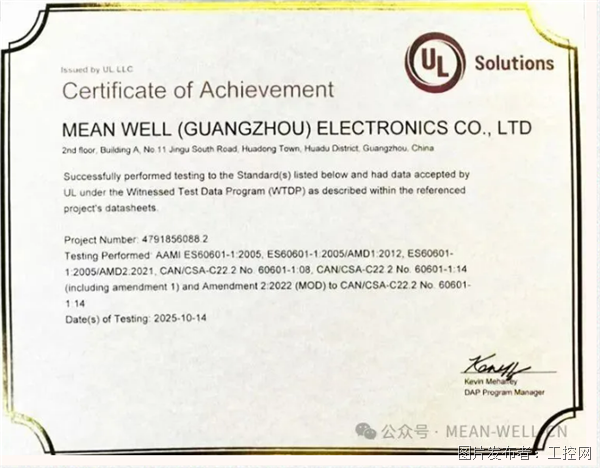 Issued by UL LLC
Certificate of Achievement
UL Solutions
MEAN WELL (GUANGZHOU) ELECTRONICS CO., LTD
2nd floor, Building A, No.11 Jingu South Road, Huadong Town, Huadu District, Guangzhou, China
Successfully performed testing to the Standard(s) listed below and had data accepted by
UL under the Witnessed Test Data Program (WTDP) as described within the referenced
project's datasheets.
Project Number: 4791856088.2
Testing Performed: AAMI ES60601-1:2005, ES60601-1:2005/AMD1:2012, ES60601-
1:2005/AMD2:2021, CAN/CSA-C22.2 No. 60601-1:08, CAN/CSA-C22.2 No. 60601-1:14
(including amendment 1) and Amendment 2:2022 (MOD) to CAN/CSA-C22.2 No. 60601-
1:14
Date(s) of Testing: 2025-10-14
Kevin Mehaffey
DAP Program Manager
公众号 · MEAN-WELL-CN
图片发布者：工控网